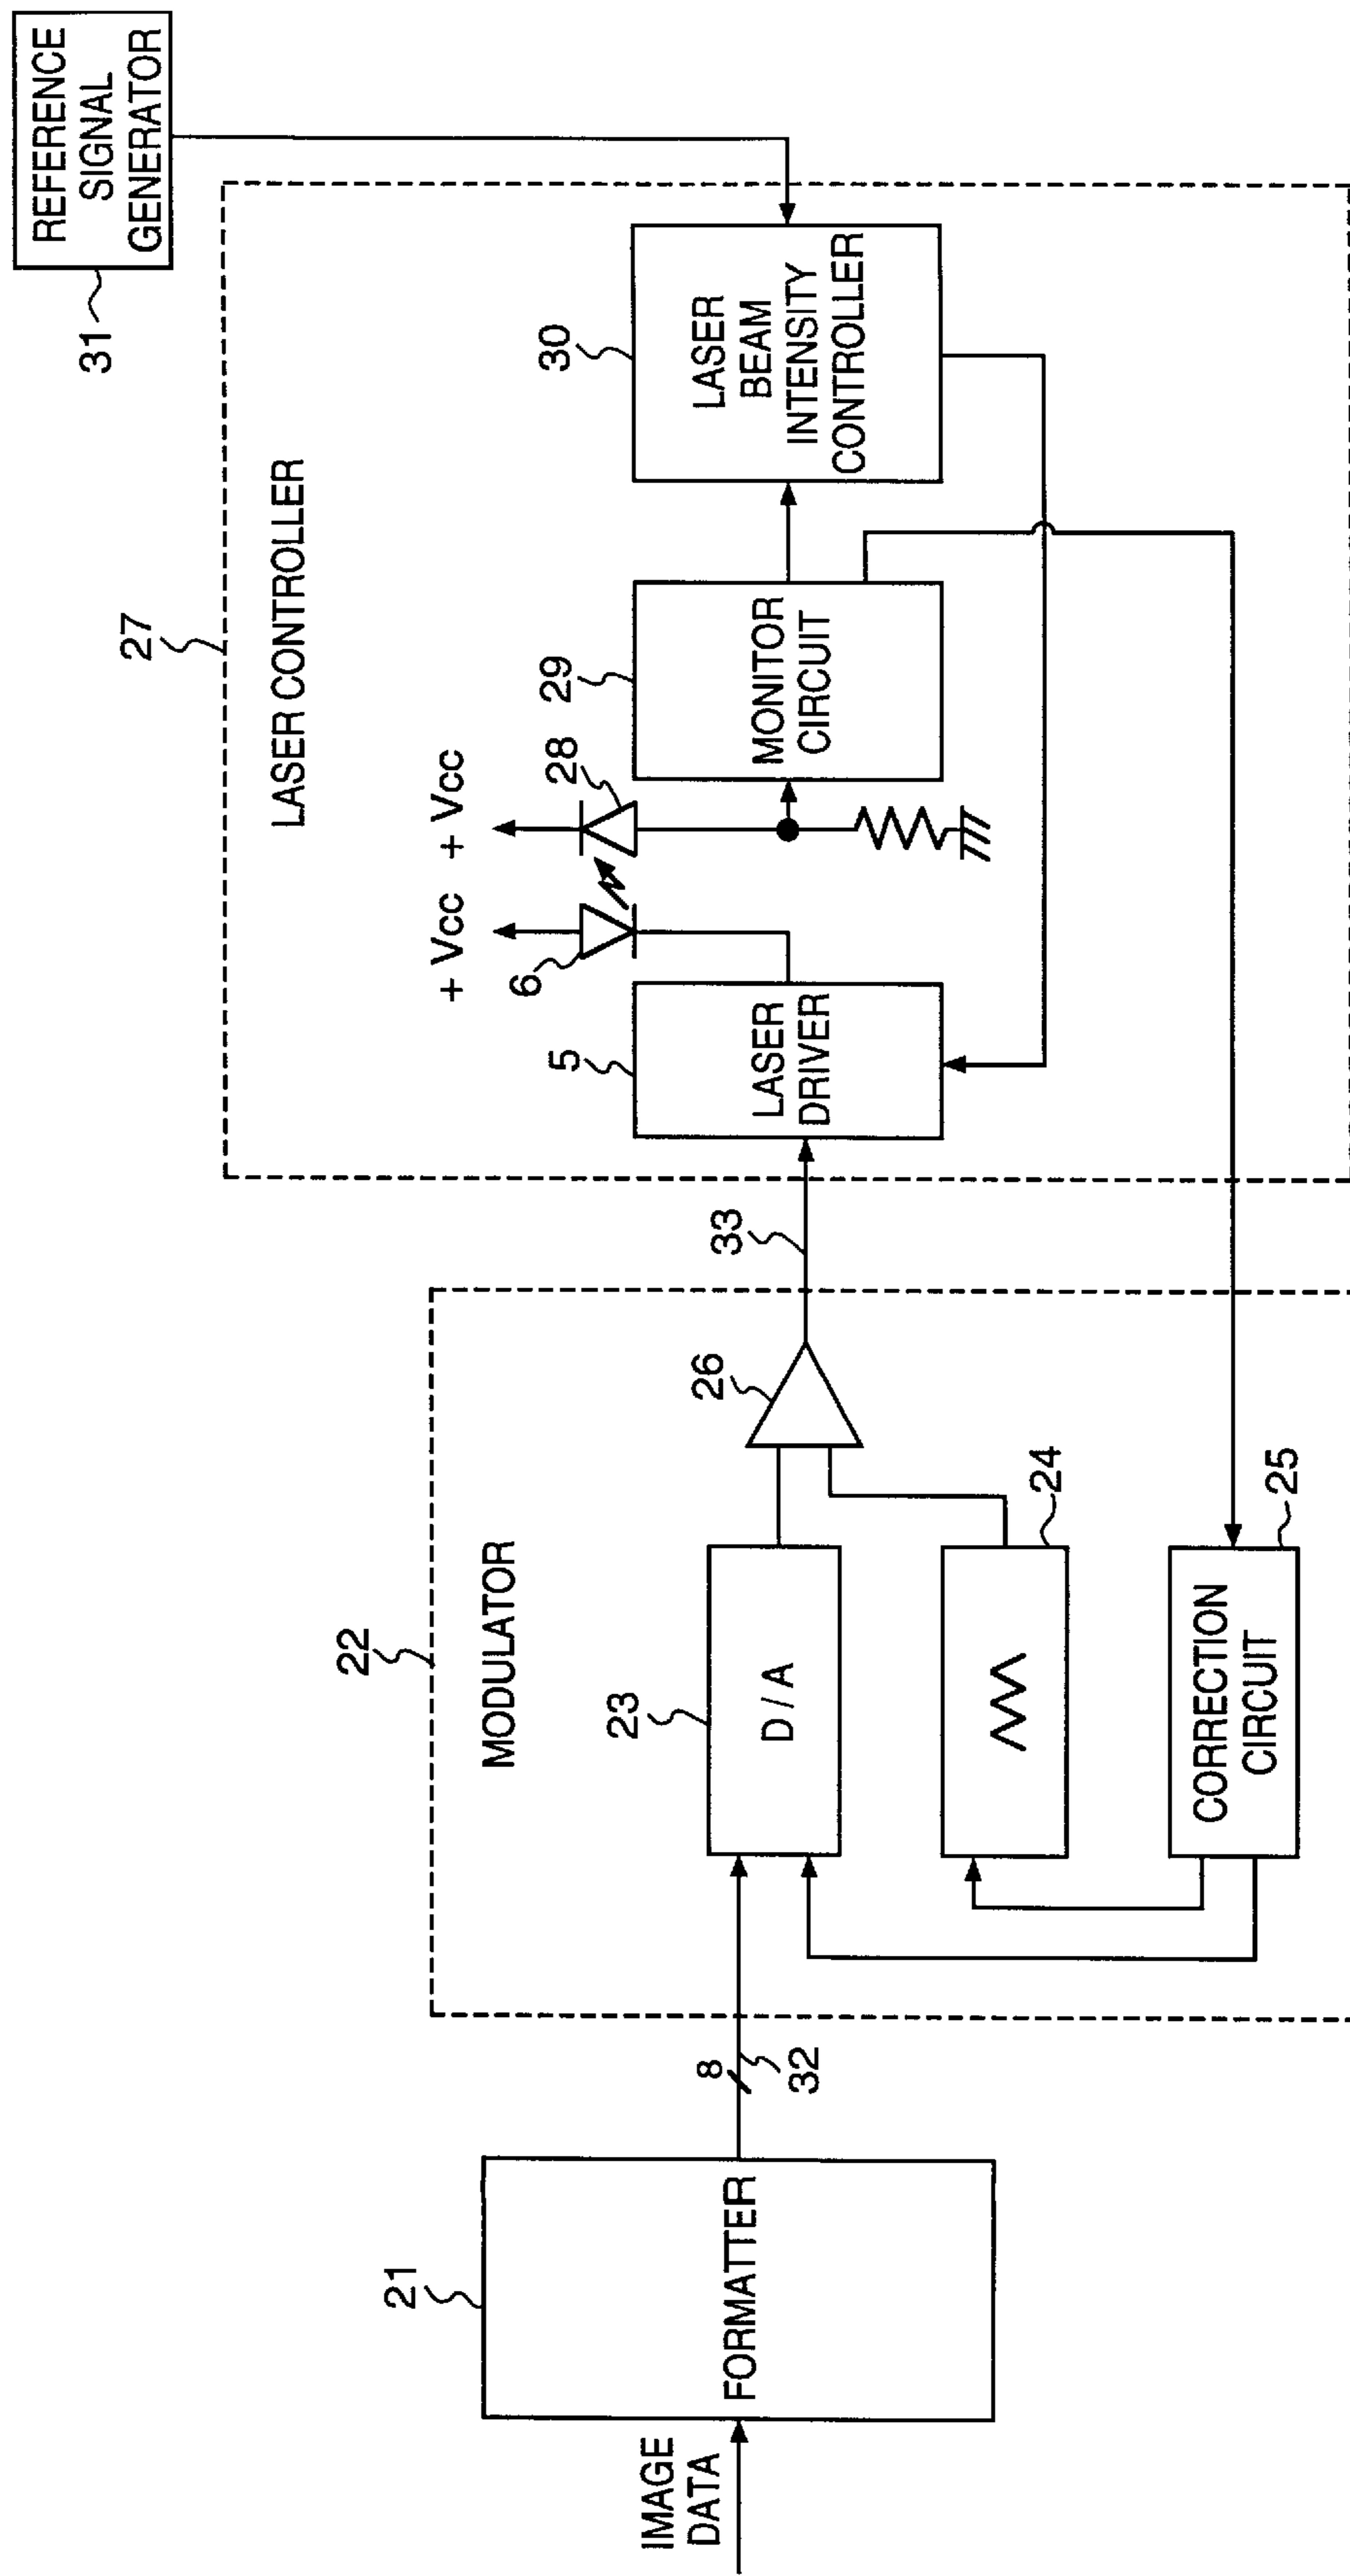 REFERENCE
SIGNAL
GENERATOR
31
27
LASER CONTROLLER
+ Vcc
+ Vcc
6
28
5
LASER
DRIVER
29
MONITOR
CIRCUIT
30
LASER
BEAM
INTENSITY
CONTROLLER
22
MODULATOR
33
26
23
D / A
24
CORRECTION
CIRCUIT
25
21
FORMATTER
8
32
IMAGE
DATA